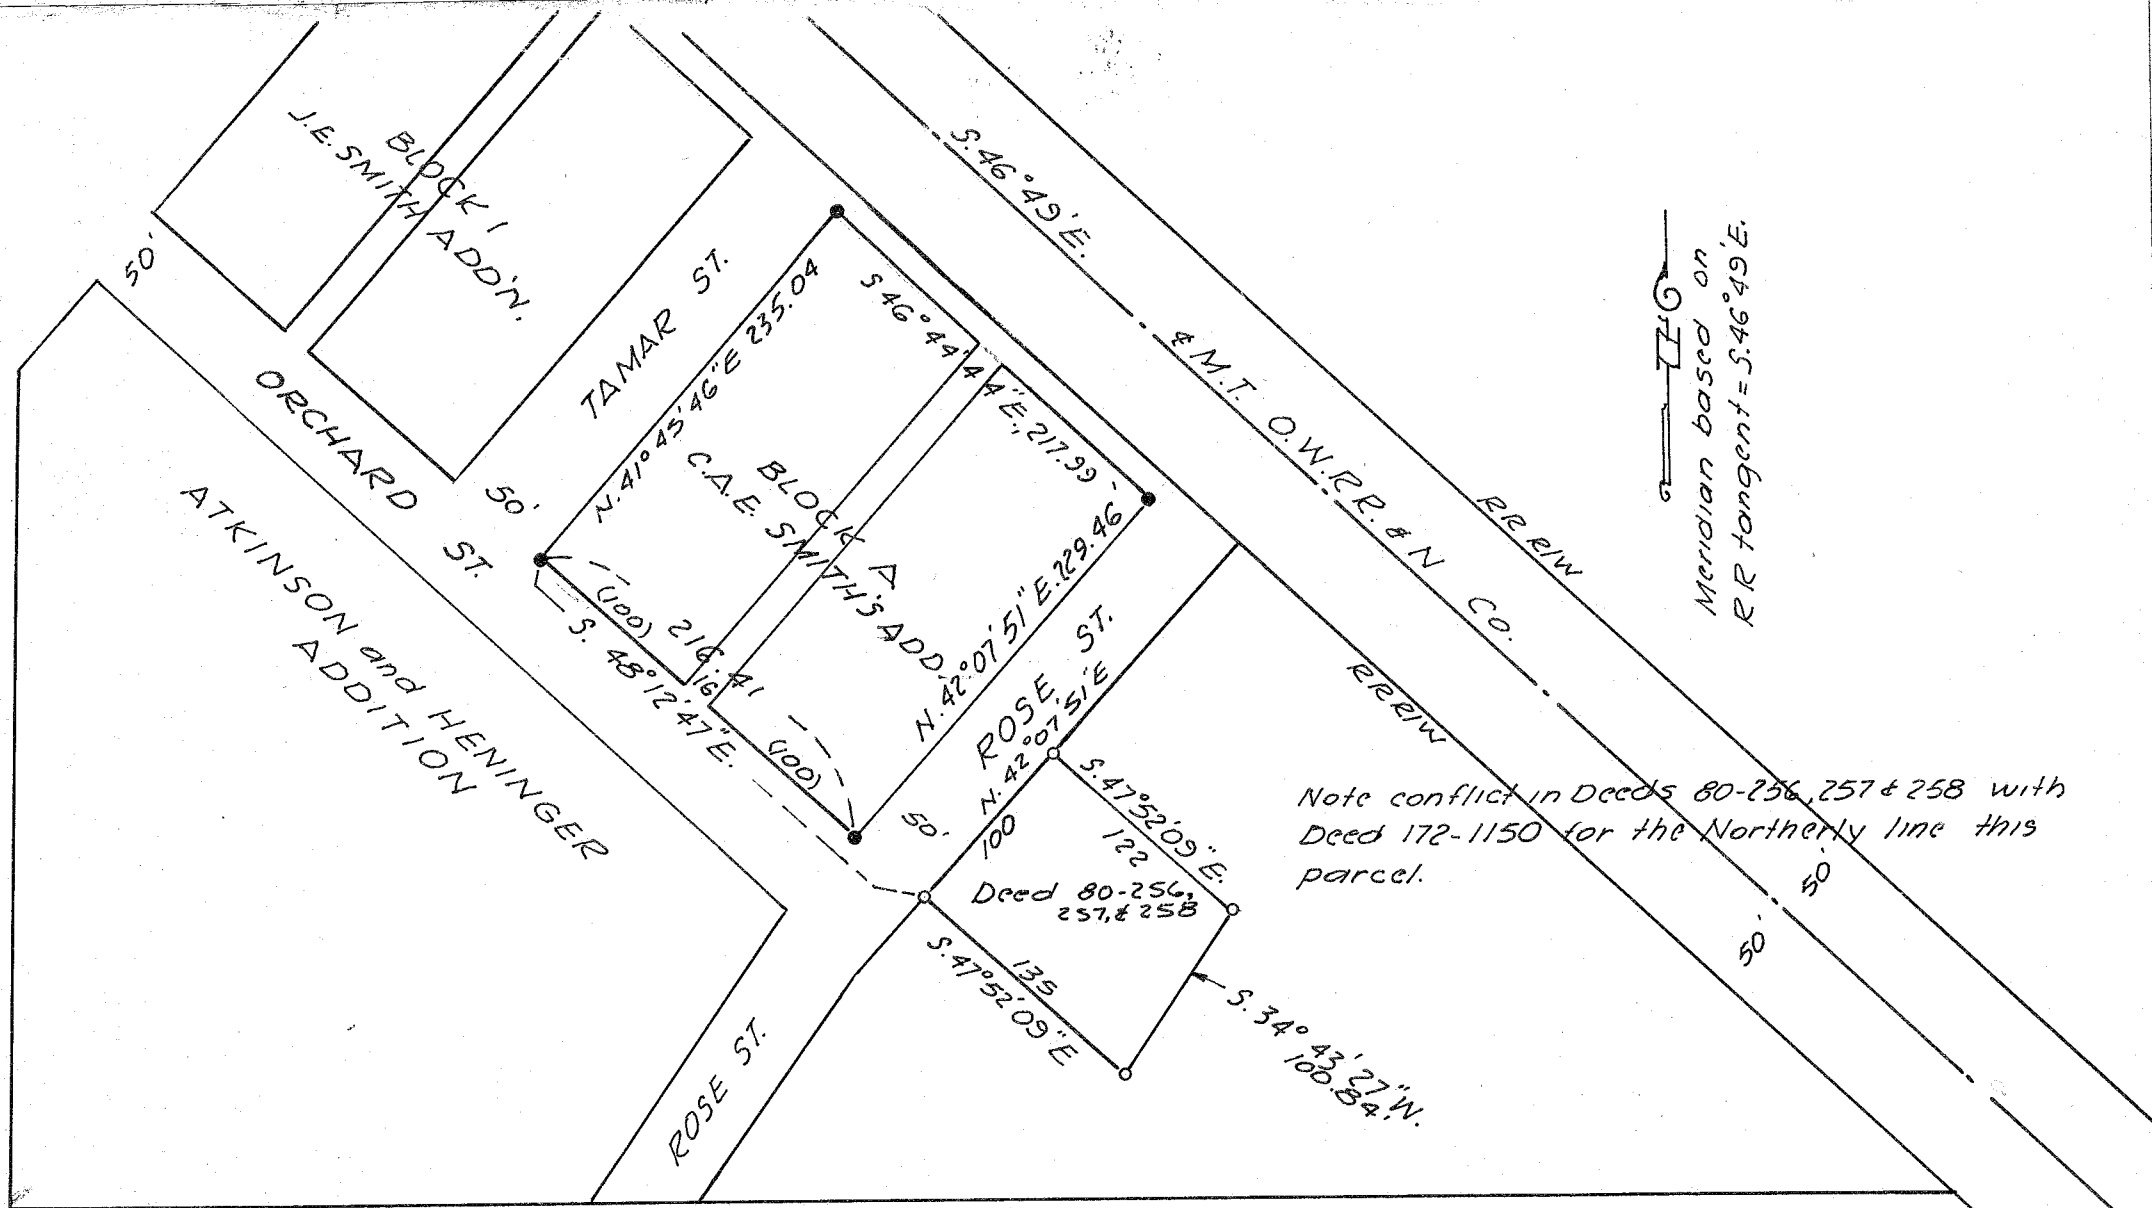 BLOCK 1
J.E. SMITH ADD'N.
50'
ORCHARD ST.
50'
TAMAR ST.
ATKINSON and HENINGER
ADDITION
N. 41° 45' 46" E 235.04
S 46° 44' 44" E., 217.99'
BLOCK A
C.A.E. SMITH'S ADD.
(100)
216.41
16
(100)
S. 48° 12' 47" E.
N. 42° 07' 51" E. 229.46
50'
ROSE ST.
N. 42° 07' 51" E
100
S. 47° 52' 09" E.
122
Deed 80-256,
257, & 258
135
S. 47° 52' 09" E
S. 34° 43' 27" W.
100.84'
ROSE ST.
S. 46° 49' E.
M.T. O.W.R.R. & N CO.
RR R/W
RR R/W
50'
50'
Note conflict in Deeds 80-256, 257 & 258 with
Deed 172-1150 for the Northerly line this
parcel.
Meridian based on
RR tangent = S. 46° 49' E.